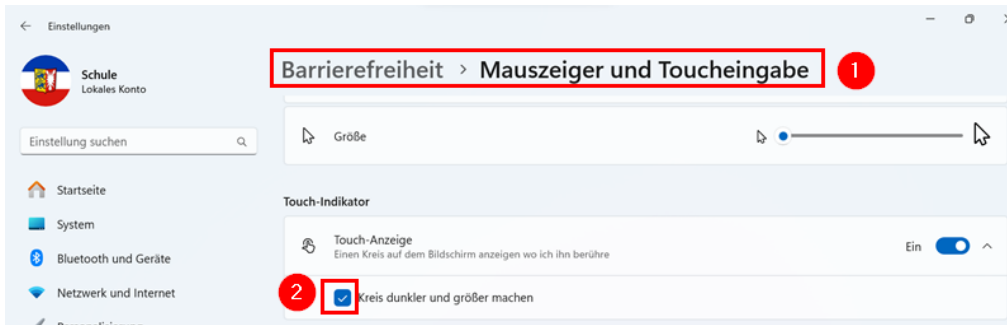 Einstellungen
Schule
Lokales Konto
Einstellung suchen
Startseite
System
Bluetooth und Geräte
Netzwerk und Internet
Barrierefreiheit > Mauszeiger und Toucheingabe
1
Größe
Touch-Indikator
Touch-Anzeige
Einen Kreis auf dem Bildschirm anzeigen wo ich ihn berühre
Ein
2
Kreis dunkler und größer machen